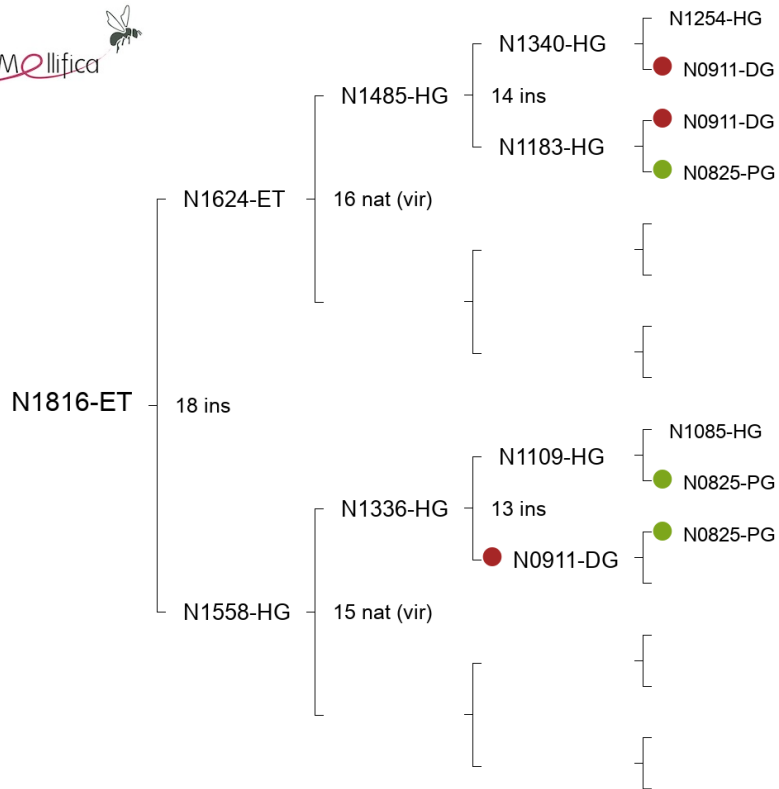 Mellifica
N1254-HG
N1340-HG
N0911-DG
N1485-HG
14 ins
N0911-DG
N1183-HG
N0825-PG
N1624-ET
16 nat (vir)
N1816-ET
18 ins
N1085-HG
N1109-HG
N0825-PG
N1336-HG
13 ins
N0825-PG
N0911-DG
N1558-HG
15 nat (vir)